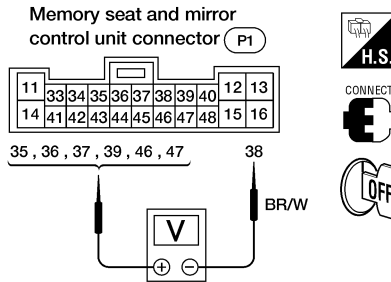 Memory seat and mirror
control unit connector P1
H.S.
CONNECT
11 33 34 35 36 37 38 39 40 12 13
14 41 42 43 44 45 46 47 48 15 16
35 , 36 , 37 , 39 , 46 , 47 38
OFF
BR/W
V
+ −